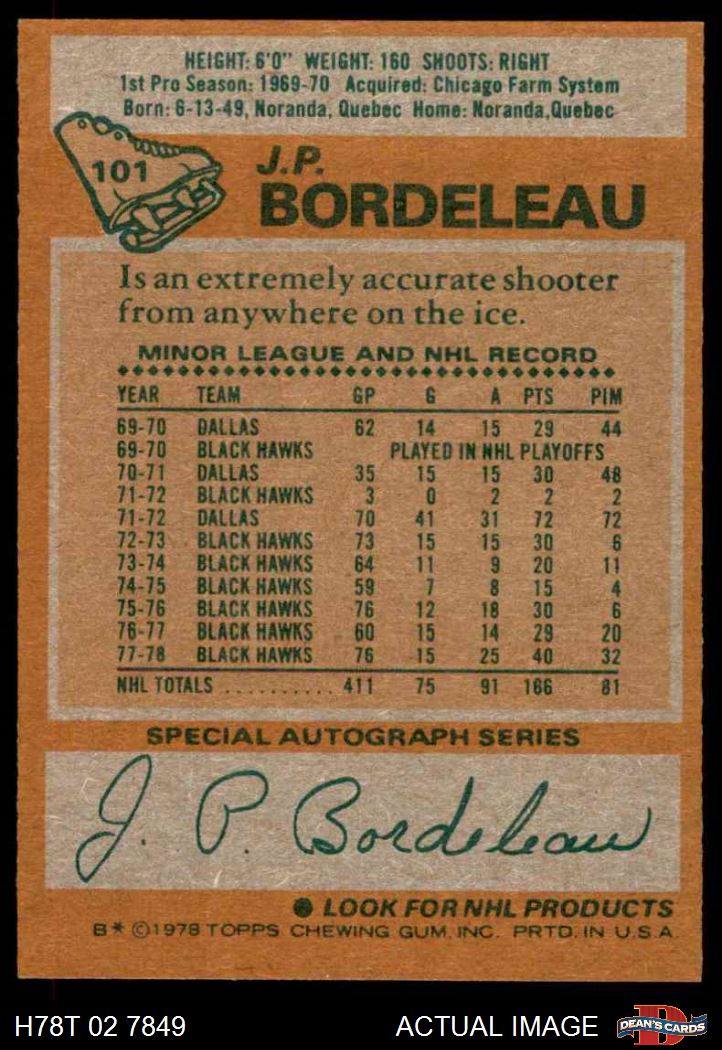 HEIGHT: 6'0" WEIGHT: 160 SHOOTS: RIGHT
1st Pro Season: 1969-70 Acquired: Chicago Farm System
Born: 6-13-49, Noranda, Quebec Home: Noranda, Quebec
101
J.P.
BORDELEAU
Is an extremely accurate shooter
from anywhere on the ice.
MINOR LEAGUE AND NHL RECORD
YEAR TEAM GP G A PTS PIM
69-70 DALLAS 62 14 15 29 44
69-70 BLACK HAWKS PLAYED IN NHL PLAYOFFS
70-71 DALLAS 35 15 15 30 48
71-72 BLACK HAWKS 3 0 2 2 2
71-72 DALLAS 70 41 31 72 72
72-73 BLACK HAWKS 73 15 15 30 6
73-74 BLACK HAWKS 64 11 9 20 11
74-75 BLACK HAWKS 59 7 8 15 4
75-76 BLACK HAWKS 76 12 18 30 6
76-77 BLACK HAWKS 60 15 14 29 20
77-78 BLACK HAWKS 76 15 25 40 32
NHL TOTALS .......... 411 75 91 166 81
SPECIAL AUTOGRAPH SERIES
J. P. Bordeleau
● LOOK FOR NHL PRODUCTS
B* ©1978 TOPPS CHEWING GUM, INC. PRTD. IN U.S.A.
H78T 02 7849 ACTUAL IMAGE
D
DEAN'S CARDS